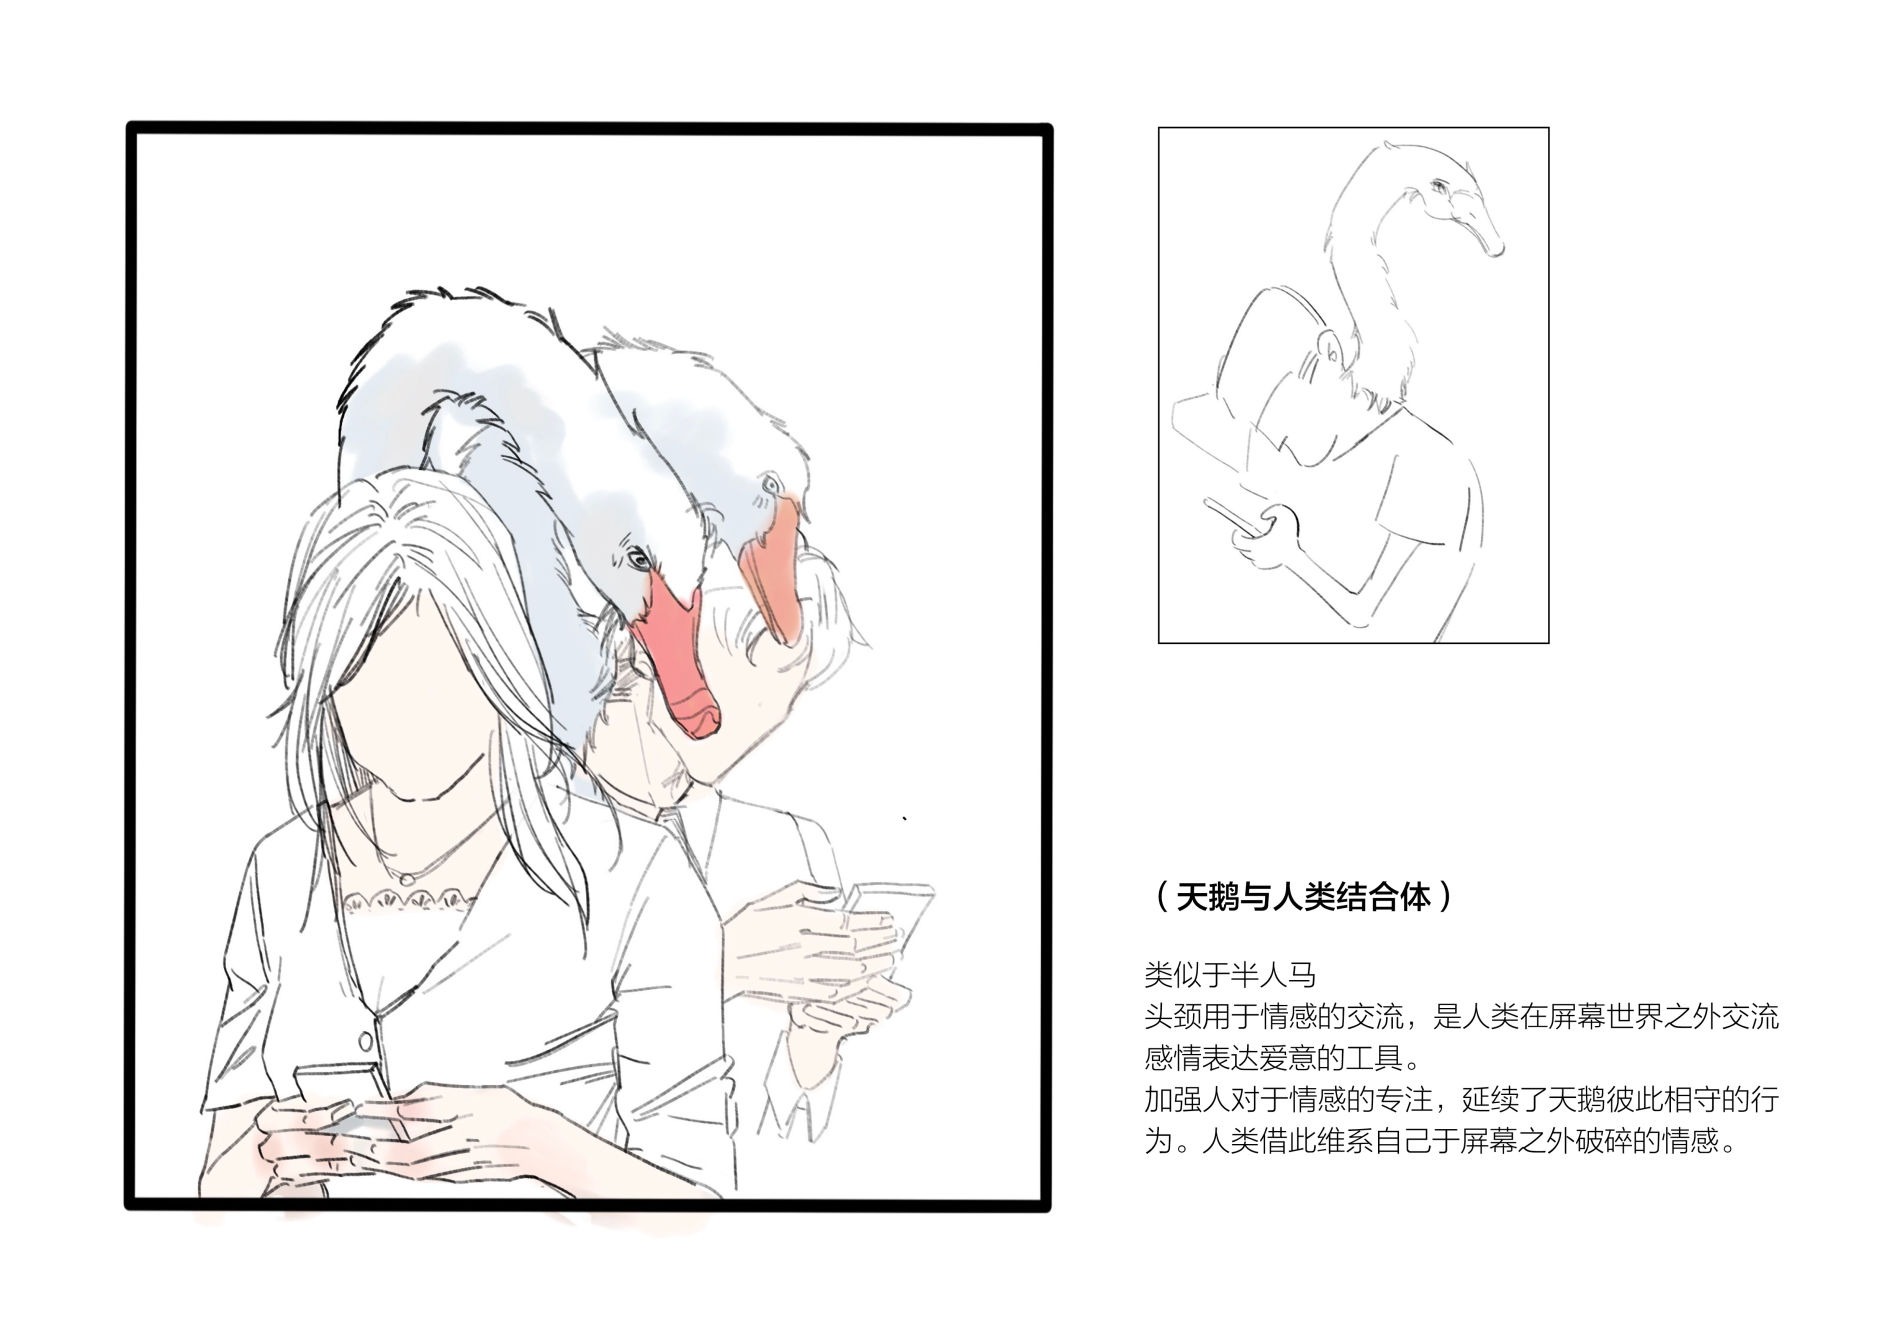 （天鹅与人类结合体）
类似于半人马
头颈用于情感的交流，是人类在屏幕世界之外交流
感情表达爱意的工具。
加强人对于情感的专注，延续了天鹅彼此相守的行
为。人类借此维系自己于屏幕之外破碎的情感。